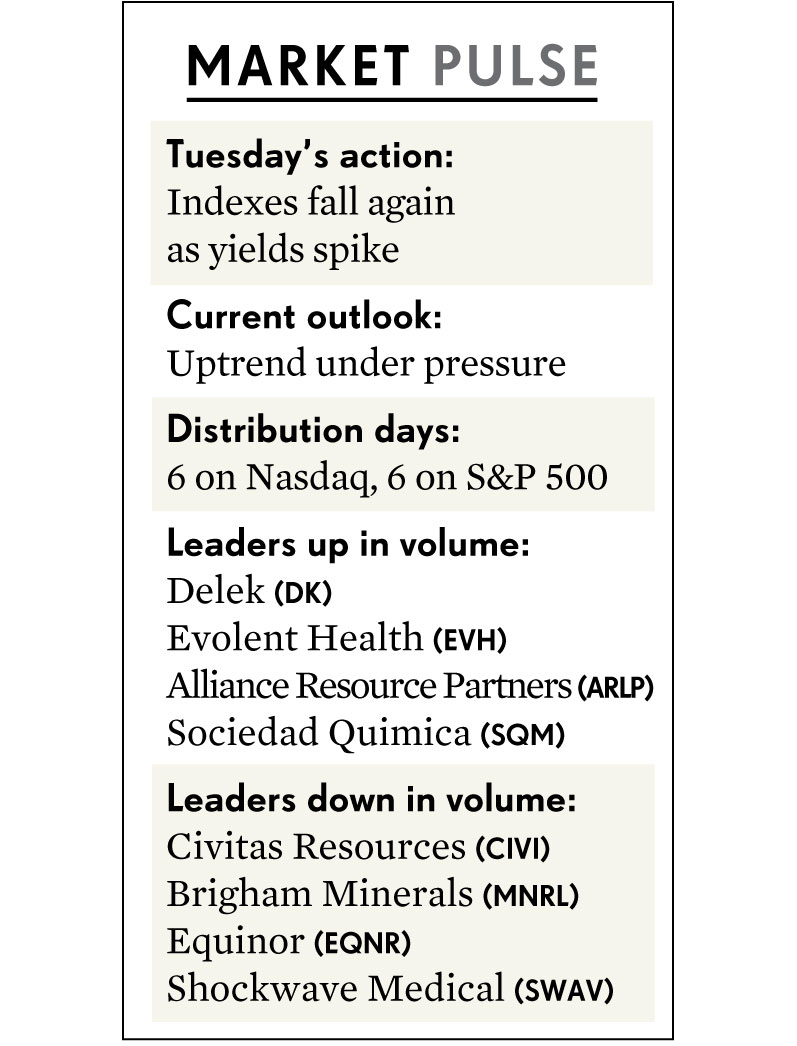 MARKET PULSE
Tuesday’s action:
Indexes fall again
as yields spike
Current outlook:
Uptrend under pressure
Distribution days:
6 on Nasdaq, 6 on S&P 500
Leaders up in volume:
Delek (DK)
Evolent Health (EVH)
Alliance Resource Partners (ARLP)
Sociedad Quimica (SQM)
Leaders down in volume:
Civitas Resources (CIVI)
Brigham Minerals (MNRL)
Equinor (EQNR)
Shockwave Medical (SWAV)